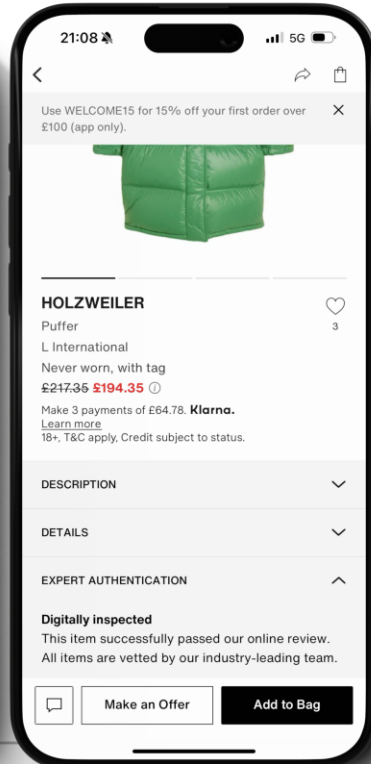 21:08
5G
Use WELCOME15 for 15% off your first order over
£100 (app only).
HOLZWEILER
3
Puffer
L International
Never worn, with tag
£217.35 £194.35
Make 3 payments of £64.78. Klarna.
Learn more
18+, T&C apply, Credit subject to status.
DESCRIPTION
DETAILS
EXPERT AUTHENTICATION
Digitally inspected
This item successfully passed our online review.
All items are vetted by our industry-leading team.
Make an Offer
Add to Bag